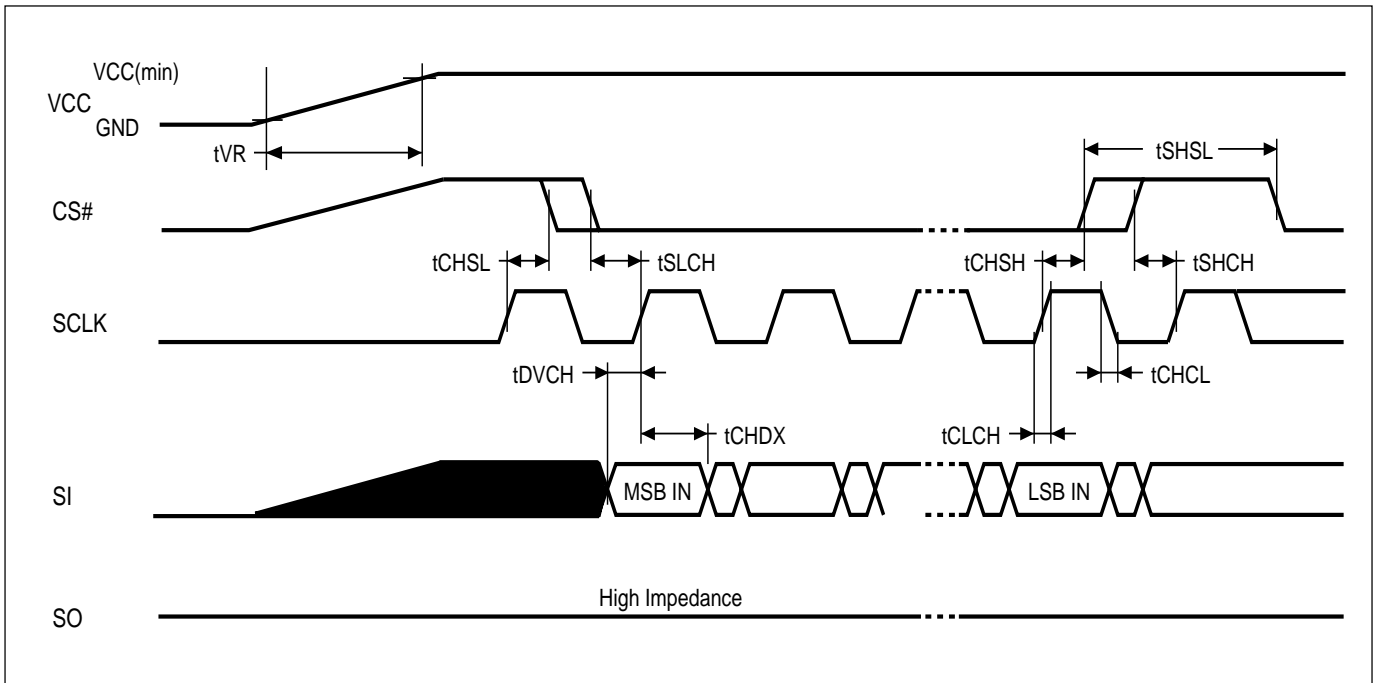 VCC(min)
VCC
GND
tVR
tSHSL
CS#
tCHSL
tSLCH
tCHSH
tSHCH
SCLK
tDVCH
tCHCL
tCHDX
tCLCH
SI
MSB IN
LSB IN
High Impedance
SO